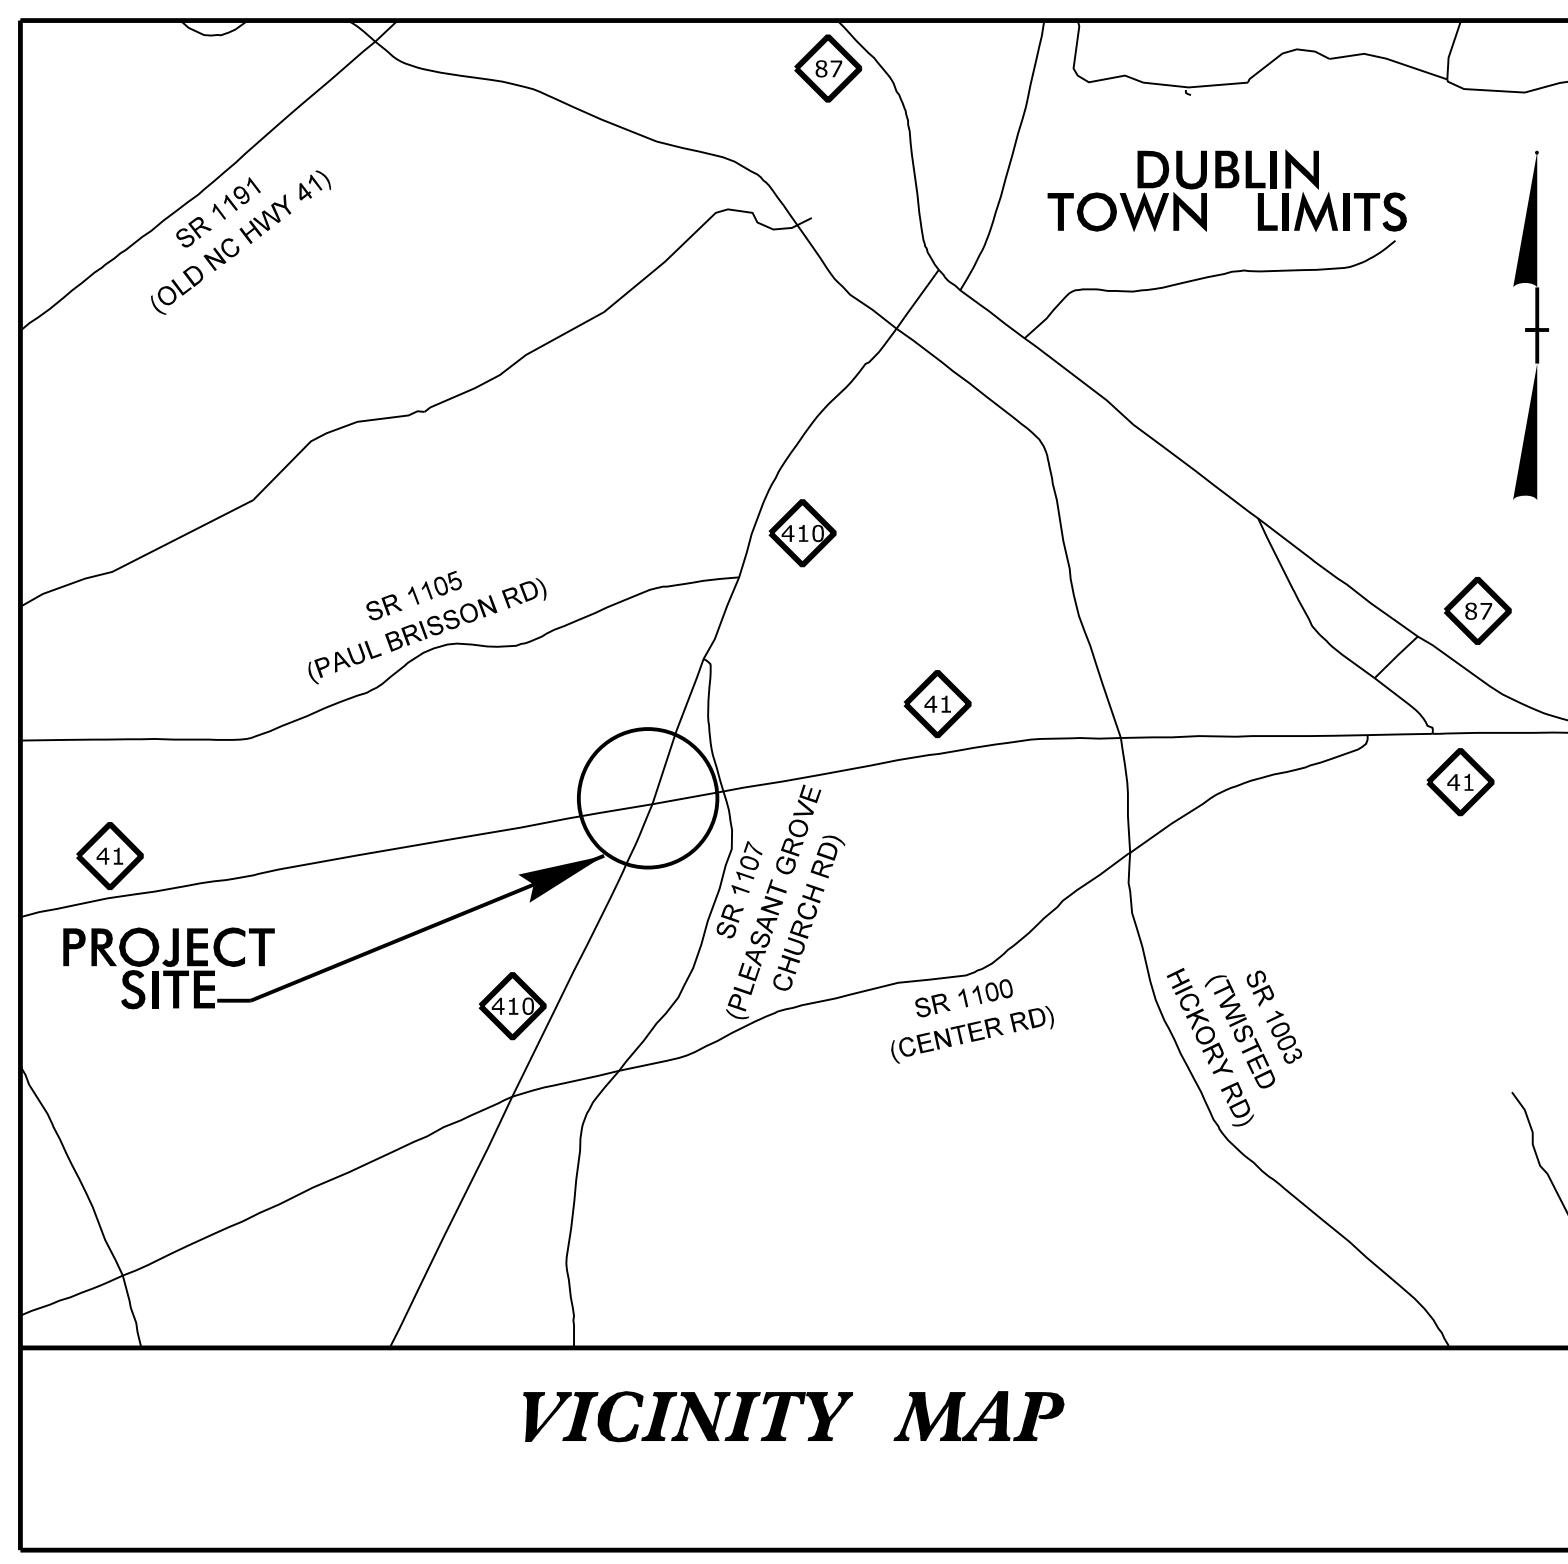 87
DUBLIN
TOWN LIMITS
SR 1191
(OLD NC HWY 41)
410
SR 1105
(PAUL BRISSON RD)
87
41
41
41
PROJECT
SITE
410
SR 1107
(PLEASANT GROVE
CHURCH RD)
SR 1100
(CENTER RD)
SR 1003
(TWISTED
HICKORY RD)
VICINITY MAP